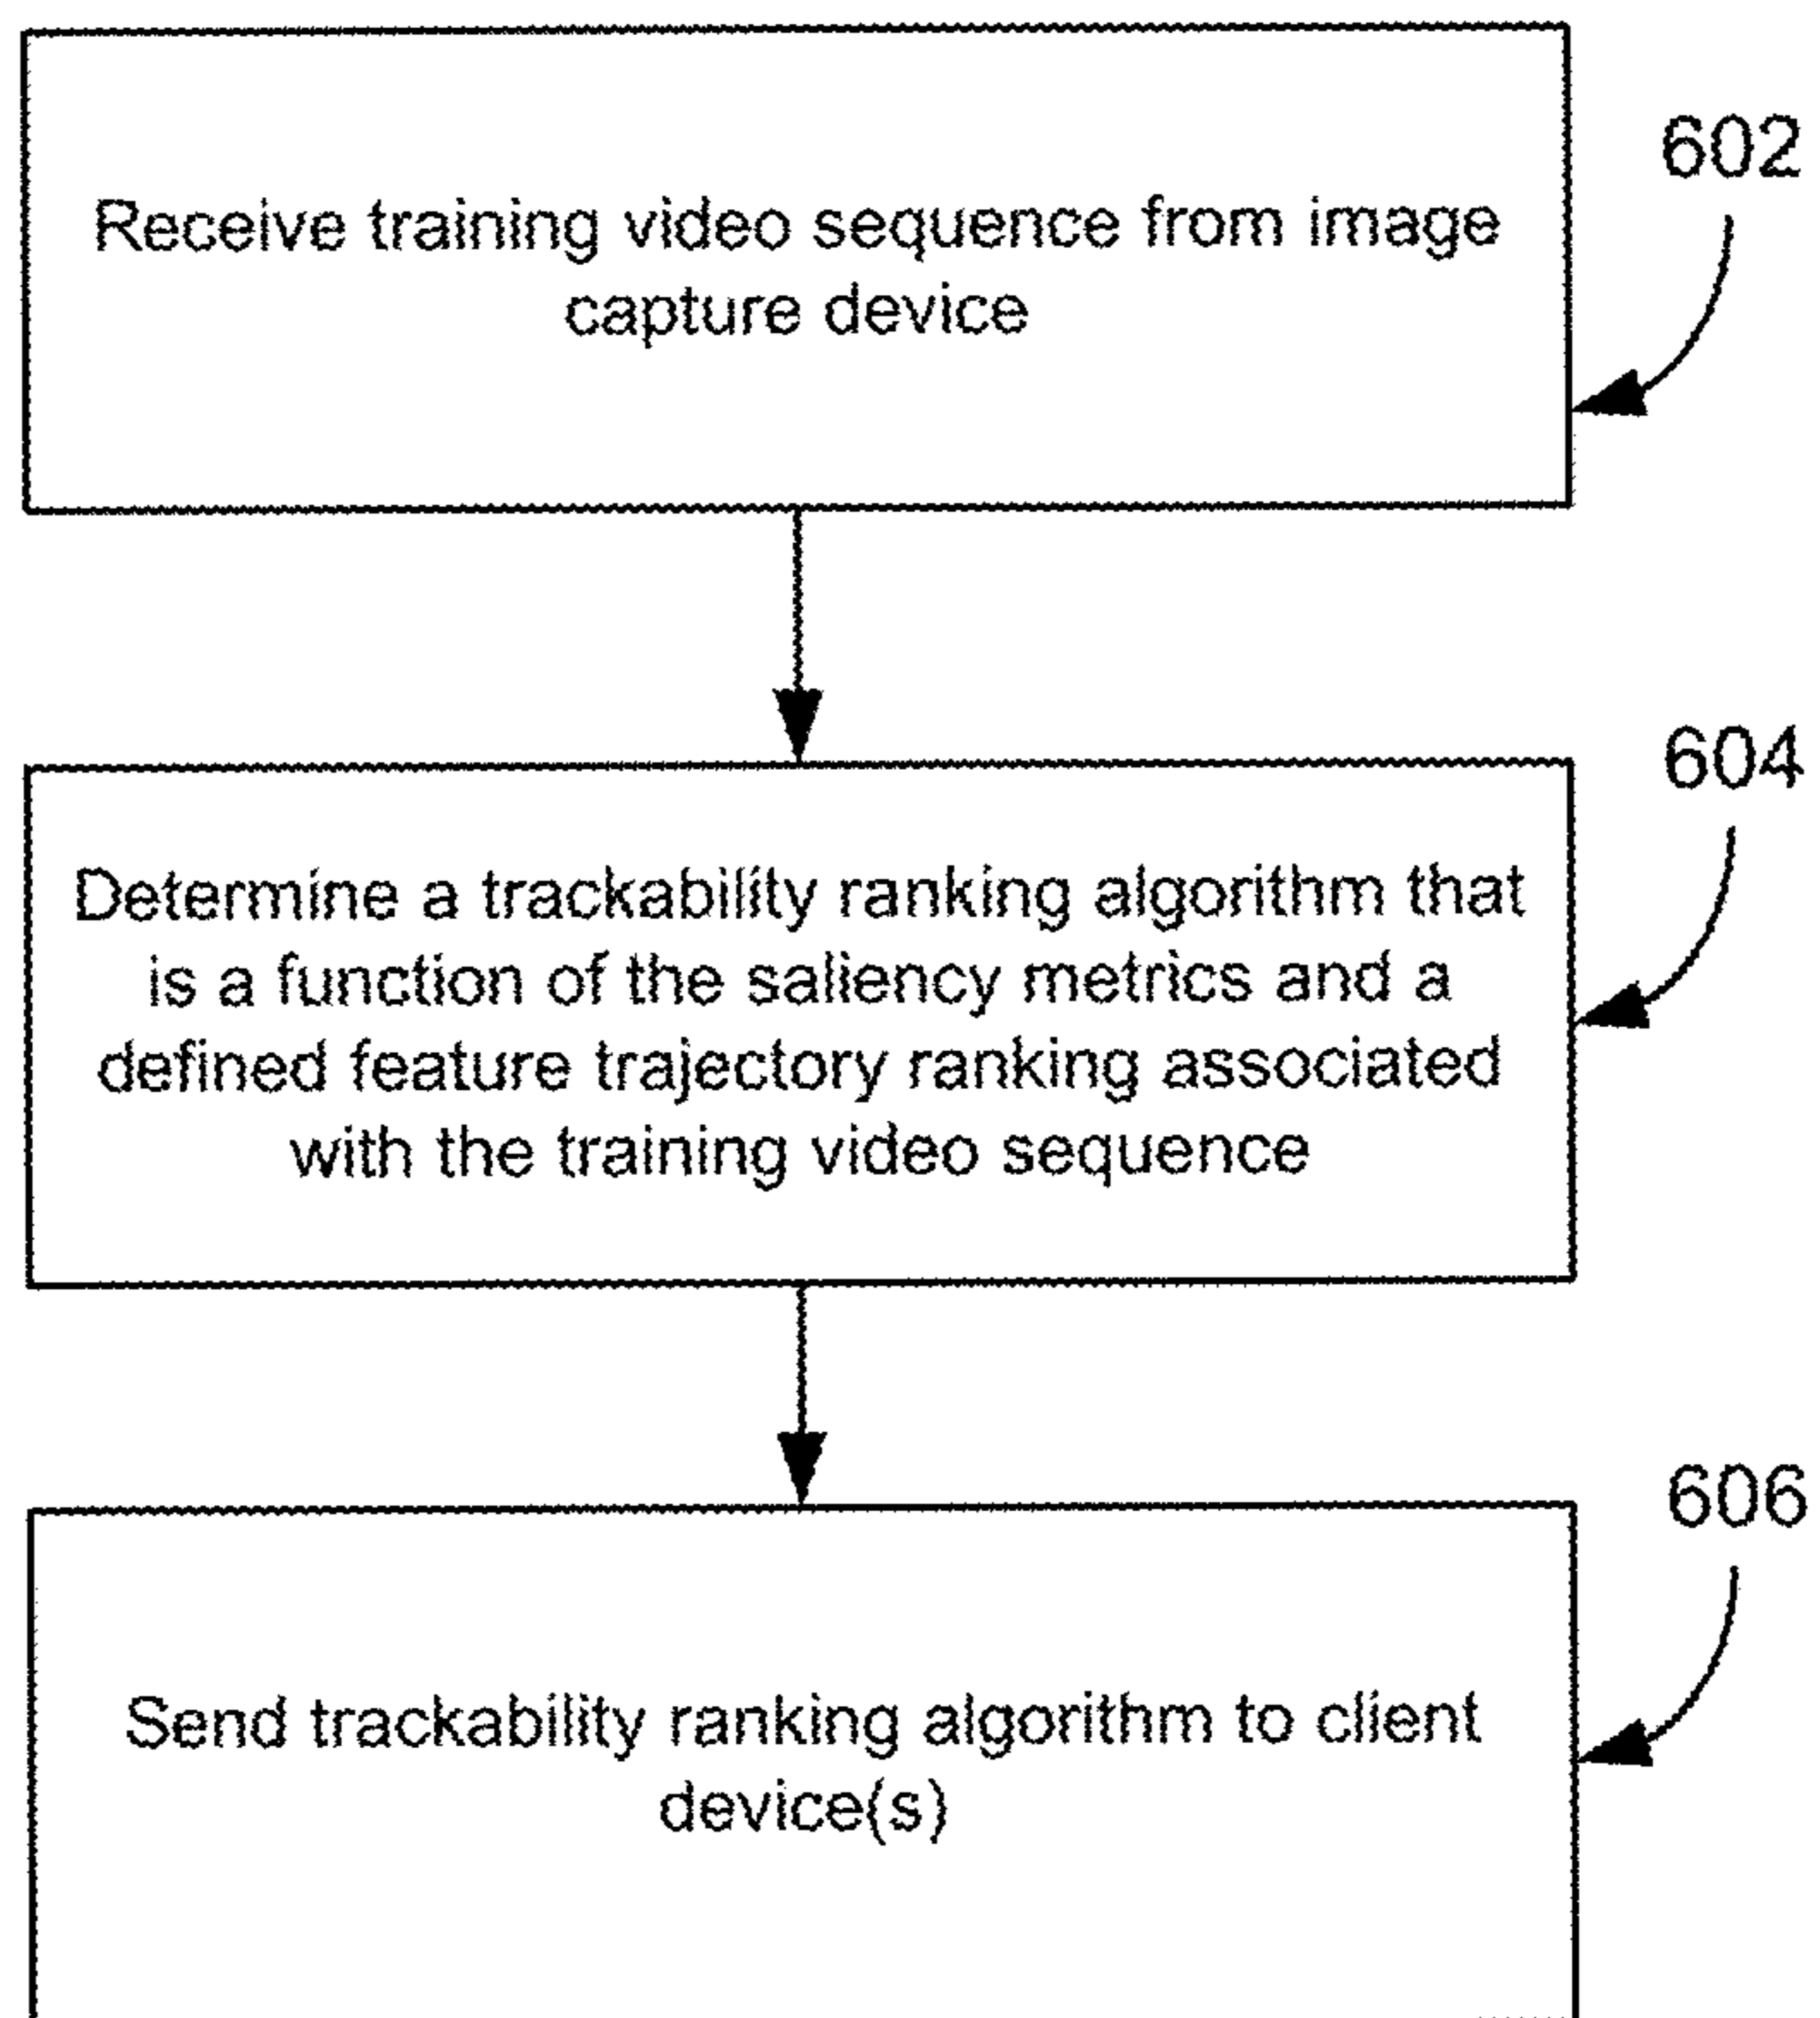 Receive training video sequence from image
capture device
602
Determine a trackability ranking algorithm that
is a function of the saliency metrics and a
defined feature trajectory ranking associated
with the training video sequence
604
Send trackability ranking algorithm to client
device(s)
606